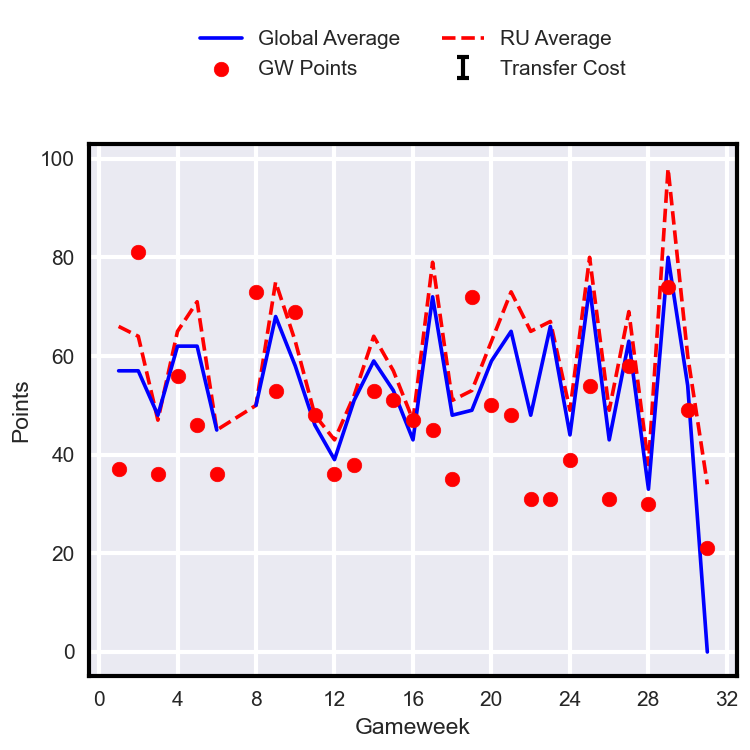 Global Average
RU Average
GW Points
Transfer Cost
100
80
60
40
20
0
Points
0 4 8 12 16 20 24 28 32
Gameweek